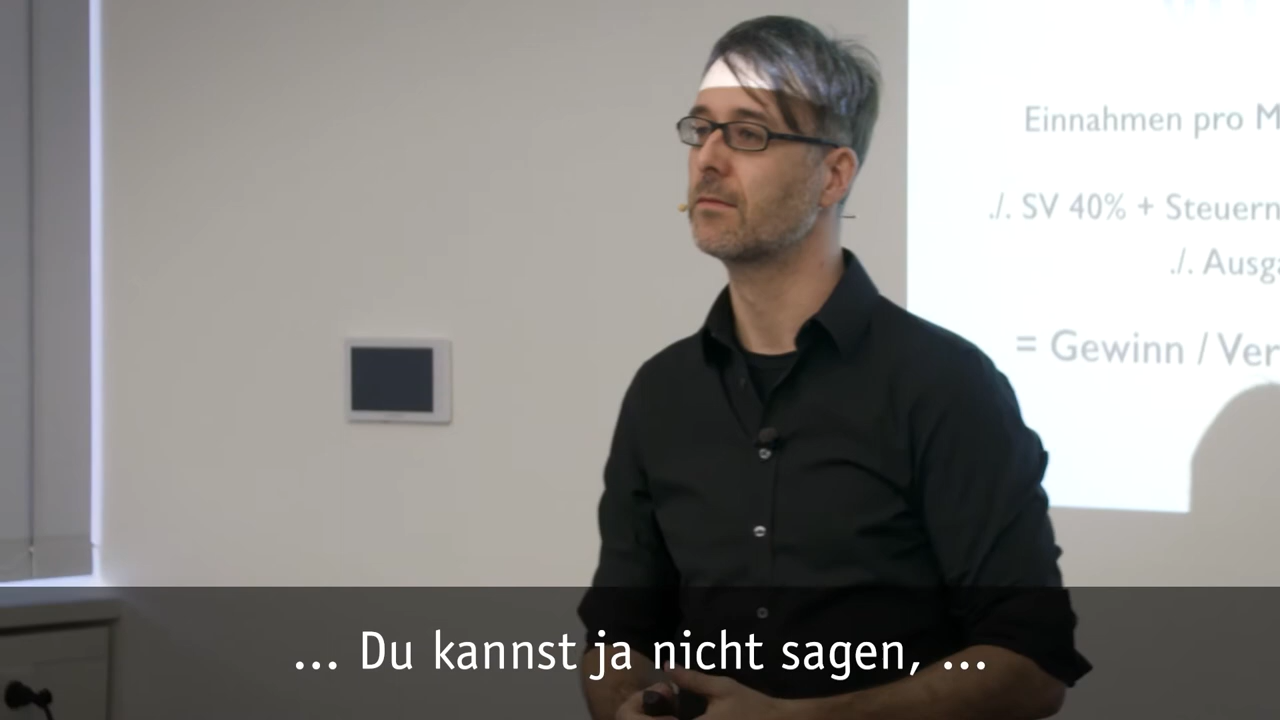 Einnahmen pro M
./. SV 40% + Steuern
./. Ausga
= Gewinn / Ver
... Du kannst ja nicht sagen, ...